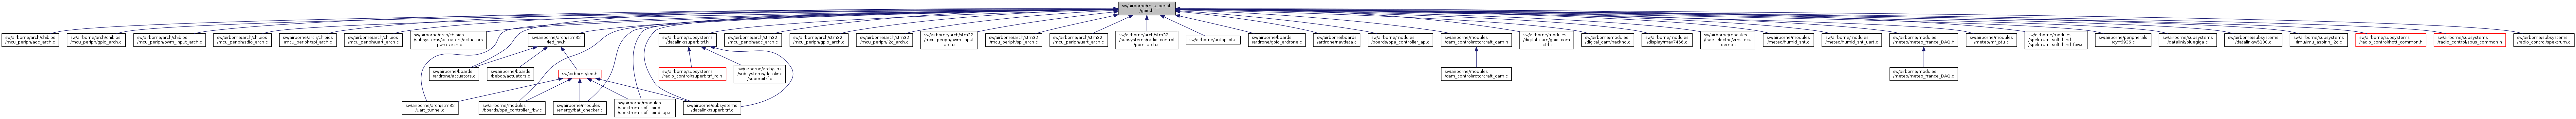 sw/airborne/mcu_periph
/gpio.h
sw/airborne/arch/chibios
/mcu_periph/adc_arch.c
sw/airborne/arch/chibios
/mcu_periph/gpio_arch.c
sw/airborne/arch/chibios
/mcu_periph/pwm_input_arch.c
sw/airborne/arch/chibios
/mcu_periph/sdio_arch.c
sw/airborne/arch/chibios
/mcu_periph/spi_arch.c
sw/airborne/arch/chibios
/mcu_periph/uart_arch.c
sw/airborne/arch/chibios
/subsystems/actuators/actuators
_pwm_arch.c
sw/airborne/arch/stm32
/led_hw.h
sw/airborne/subsystems
/datalink/superbitrf.h
sw/airborne/arch/stm32
/mcu_periph/adc_arch.c
sw/airborne/arch/stm32
/mcu_periph/gpio_arch.c
sw/airborne/arch/stm32
/mcu_periph/i2c_arch.c
sw/airborne/arch/stm32
/mcu_periph/pwm_input
_arch.c
sw/airborne/arch/stm32
/mcu_periph/spi_arch.c
sw/airborne/arch/stm32
/mcu_periph/uart_arch.c
sw/airborne/arch/stm32
/subsystems/radio_control
/ppm_arch.c
sw/airborne/autopilot.c
sw/airborne/boards
/ardrone/gpio_ardrone.c
sw/airborne/boards
/ardrone/navdata.c
sw/airborne/modules
/boards/opa_controller_ap.c
sw/airborne/modules
/cam_control/rotorcraft_cam.h
sw/airborne/modules
/digital_cam/gpio_cam
_ctrl.c
sw/airborne/modules
/digital_cam/hackhd.c
sw/airborne/modules
/display/max7456.c
sw/airborne/modules
/fsae_electric/vms_ecu
_demo.c
sw/airborne/modules
/meteo/humid_sht.c
sw/airborne/modules
/meteo/humid_sht_uart.c
sw/airborne/modules
/meteo/meteo_france_DAQ.h
sw/airborne/modules
/meteo/mf_ptu.c
sw/airborne/modules
/spektrum_soft_bind
/spektrum_soft_bind_fbw.c
sw/airborne/peripherals
/cyrf6936.c
sw/airborne/subsystems
/datalink/bluegiga.c
sw/airborne/subsystems
/datalink/w5100.c
sw/airborne/subsystems
/imu/imu_aspirin_i2c.c
sw/airborne/subsystems
/radio_control/hott_common.h
sw/airborne/subsystems
/radio_control/sbus_common.h
sw/airborne/subsystems
/radio_control/spektrum.c
sw/airborne/boards
/ardrone/actuators.c
sw/airborne/boards
/bebop/actuators.c
sw/airborne/led.h
sw/airborne/subsystems
/radio_control/superbitrf_rc.h
sw/airborne/arch/sim
/subsystems/datalink
/superbitrf.c
sw/airborne/modules
/cam_control/rotorcraft_cam.c
sw/airborne/modules
/meteo/meteo_france_DAQ.c
sw/airborne/arch/stm32
/uart_tunnel.c
sw/airborne/modules
/boards/opa_controller_fbw.c
sw/airborne/modules
/energy/bat_checker.c
sw/airborne/modules
/spektrum_soft_bind
/spektrum_soft_bind_ap.c
sw/airborne/subsystems
/datalink/superbitrf.c